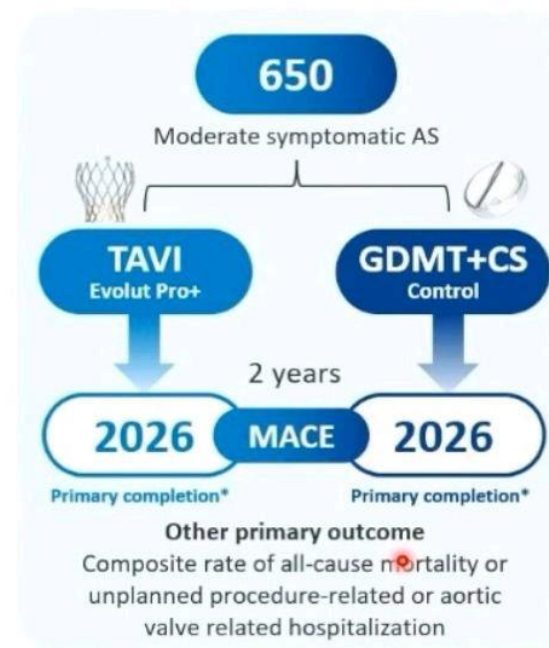 650
Moderate symptomatic AS
TAVI
Evolut Pro+
GDMT+CS
Control
2 years
2026
MACE
2026
Primary completion*
Primary completion*
Other primary outcome
Composite rate of all-cause mortality or
unplanned procedure-related or aortic
valve related hospitalization